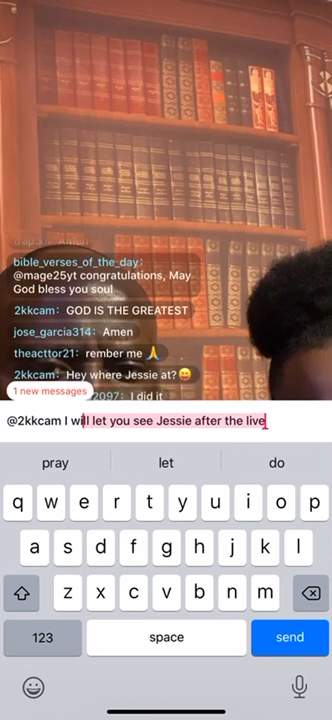 Amen
bible_verses_of_the_day:
@mage25yt congratulations, May
God bless you soul
2kkcam: GOD IS THE GREATEST
jose_garcia314: Amen
theacttor21: rember me 🙏
2kkcam: Hey where Jessie at?😝
1 new messages
2097: I did it
@2kkcam I will let you see Jessie after the live
pray let do
q w e r t y u i o p
a s d f g h j k l
z x c v b n m
123 space send